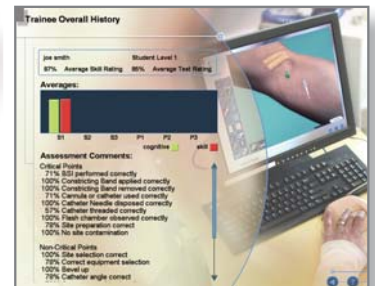 Trainee Overall History
joe smith Student Level 1
87% Average Skill Rating 86% Average Test Rating
Averages:
S1 S2 S3 P1 P2 P3
cognitive skill
Assessment Comments:
Critical Points
71% BSI performed correctly
100% Constricting Band applied correctly
100% Constricting Band removed correctly
71% Cannula or catheter used correctly
100% Catheter Needle disposed correctly
57% Catheter threaded correctly
100% Flash chamber observed correctly
78% Site preparation correct
100% No site contamination
Non-Critical Points
100% Site selection correct
78% Correct equipment selection
100% Bevel up
78% Catheter angle correct